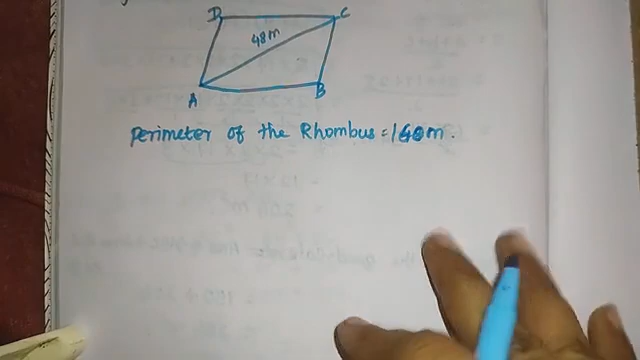 D C
48m
A B
Perimeter of the Rhombus = 160m.